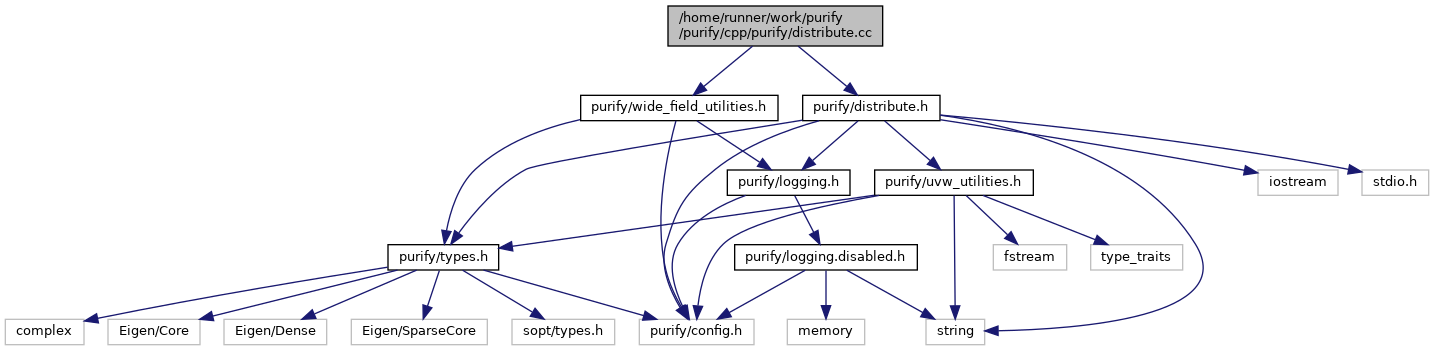 /home/runner/work/purify
/purify/cpp/purify/distribute.cc
purify/wide_field_utilities.h
purify/distribute.h
purify/logging.h
purify/uvw_utilities.h
iostream
stdio.h
purify/types.h
purify/logging.disabled.h
fstream
type_traits
complex
Eigen/Core
Eigen/Dense
Eigen/SparseCore
sopt/types.h
purify/config.h
memory
string